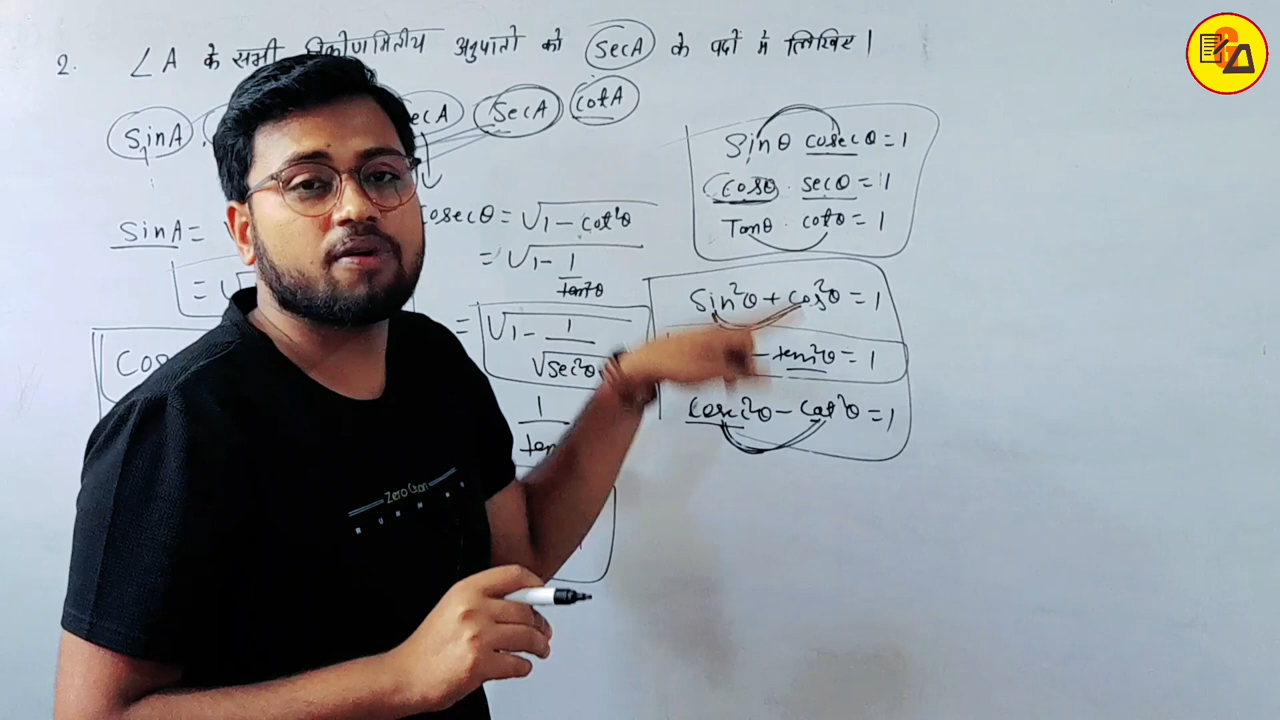 2. ∠A के सभी त्रिकोणमितीय अनुपातों को SecA के पदों में लिखिए।
SinA ecA SecA cotA
SinA =
= √
Cos
CosecΘ = √1 - cot²Θ
= √1 - 1/tan²Θ
= √1 - 1/√sec²Θ
1/tan
SinΘ cosecΘ = 1
CosΘ . secΘ = 1
TanΘ . cotΘ = 1
Sin²Θ + cos²Θ = 1
- tan²Θ = 1
Cosec²Θ - Cot²Θ = 1